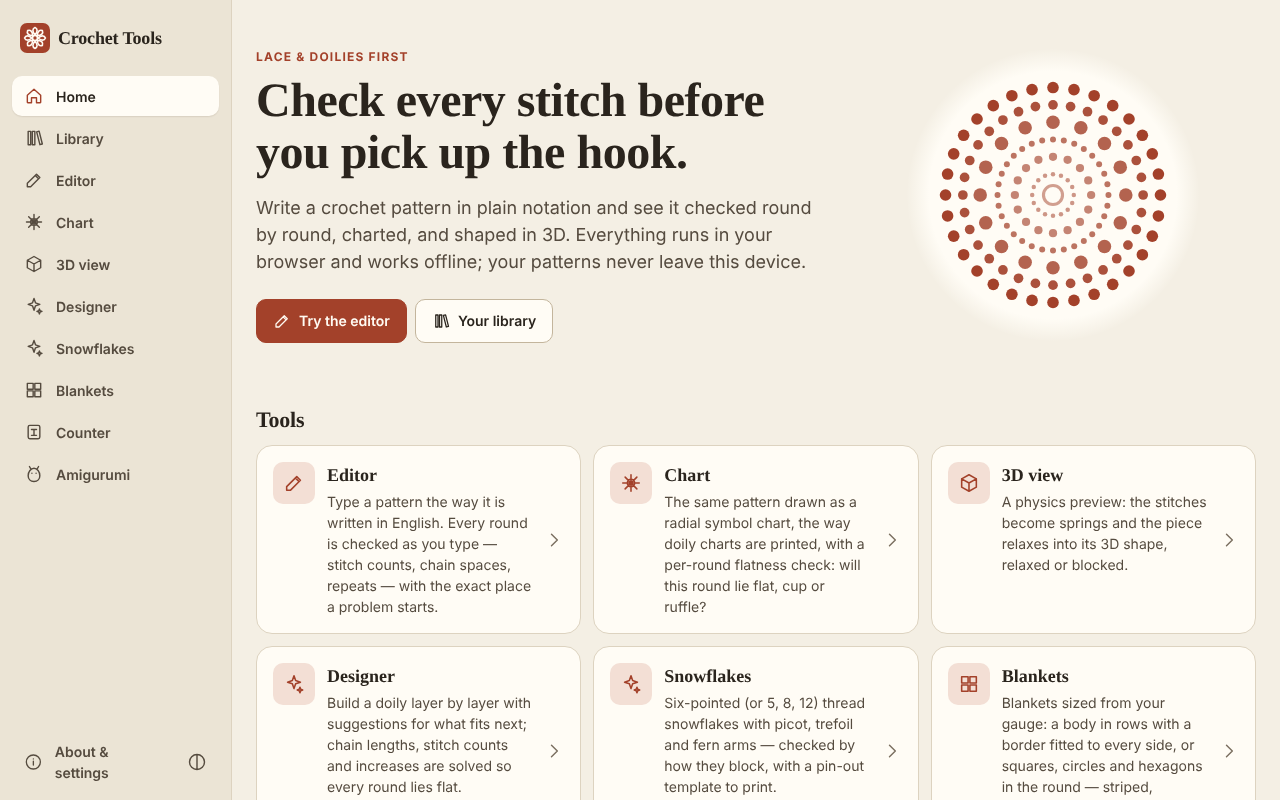 Crochet Tools
Home
Library
Editor
Chart
3D view
Designer
Snowflakes
Blankets
Counter
Amigurumi
About &
settings
LACE & DOILIES FIRST
Check every stitch before
you pick up the hook.
Write a crochet pattern in plain notation and see it checked round
by round, charted, and shaped in 3D. Everything runs in your
browser and works offline; your patterns never leave this device.
Try the editor
Your library
Tools
Editor
Type a pattern the way it is
written in English. Every round
is checked as you type —
stitch counts, chain spaces,
repeats — with the exact place
a problem starts.
Chart
The same pattern drawn as a
radial symbol chart, the way
doily charts are printed, with a
per-round flatness check: will
this round lie flat, cup or
ruffle?
3D view
A physics preview: the stitches
become springs and the piece
relaxes into its 3D shape,
relaxed or blocked.
Designer
Build a doily layer by layer with
suggestions for what fits next;
chain lengths, stitch counts
and increases are solved so
every round lies flat.
Snowflakes
Six-pointed (or 5, 8, 12) thread
snowflakes with picot, trefoil
and fern arms — checked by
how they block, with a pin-out
template to print.
Blankets
Blankets sized from your
gauge: a body in rows with a
border fitted to every side, or
squares, circles and hexagons
in the round — striped,